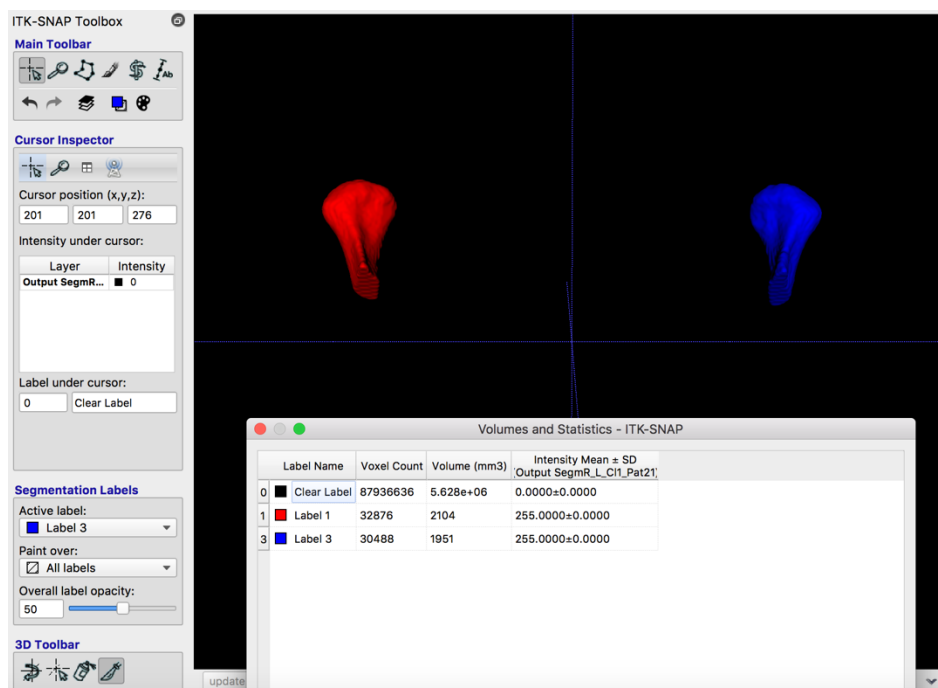 ITK-SNAP Toolbox
Main Toolbar
Ab
Cursor Inspector
Cursor position (x,y,z):
201 201 276
Intensity under cursor:
Layer Intensity
Output SegmR... 0
Label under cursor:
0 Clear Label
Segmentation Labels
Active label:
Label 3
Paint over:
All labels
Overall label opacity:
50
3D Toolbar
update
Volumes and Statistics - ITK-SNAP
Label Name Voxel Count Volume (mm3) Intensity Mean ± SD
'Output SegmR_L_Cl1_Pat21)
0 Clear Label 87936636 5.628e+06 0.0000±0.0000
1 Label 1 32876 2104 255.0000±0.0000
3 Label 3 30488 1951 255.0000±0.0000